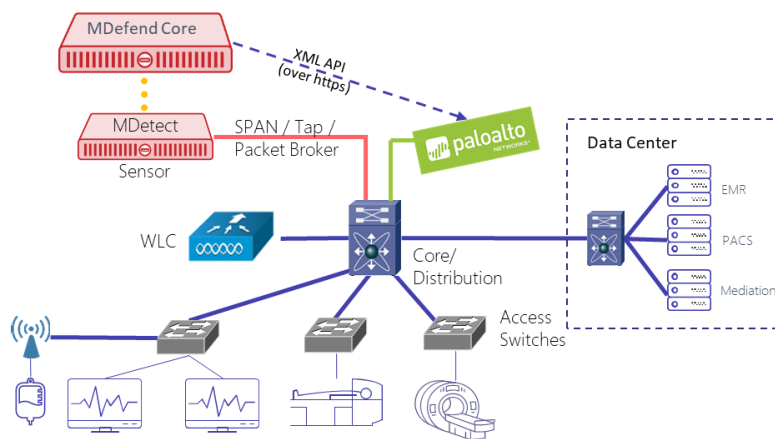 MDefend Core
XML API
(over https)
MDetect
Sensor
SPAN / Tap /
Packet Broker
paloalto
NETWORKS®
Data Center
EMR
PACS
Mediation
WLC
Core/
Distribution
Access
Switches